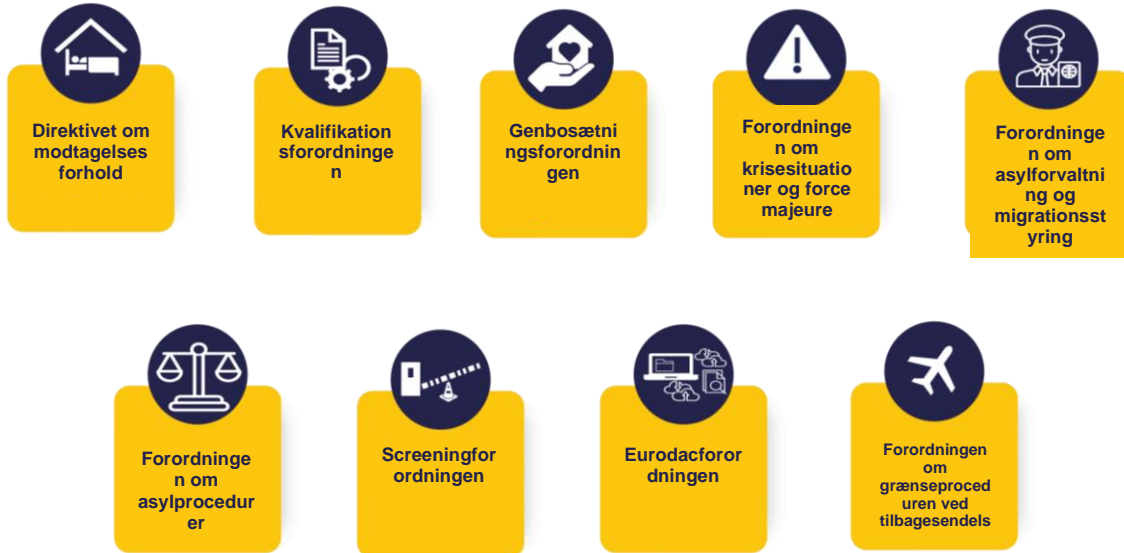 Direktivet om
modtagelses
forhold
Kvalifikation
sforordninge
n
Genbosætni
ngsforordnin
gen
Forordninge
n om
krisesituatio
ner og force
majeure
Forordninge
n om
asylforvaltni
ng og
migrationsst
yring
Forordninge
n om
asylprocedur
er
Screeningfor
ordningen
Eurodacforor
dningen
Forordningen
om
grænseproced
uren ved
tilbagesendels